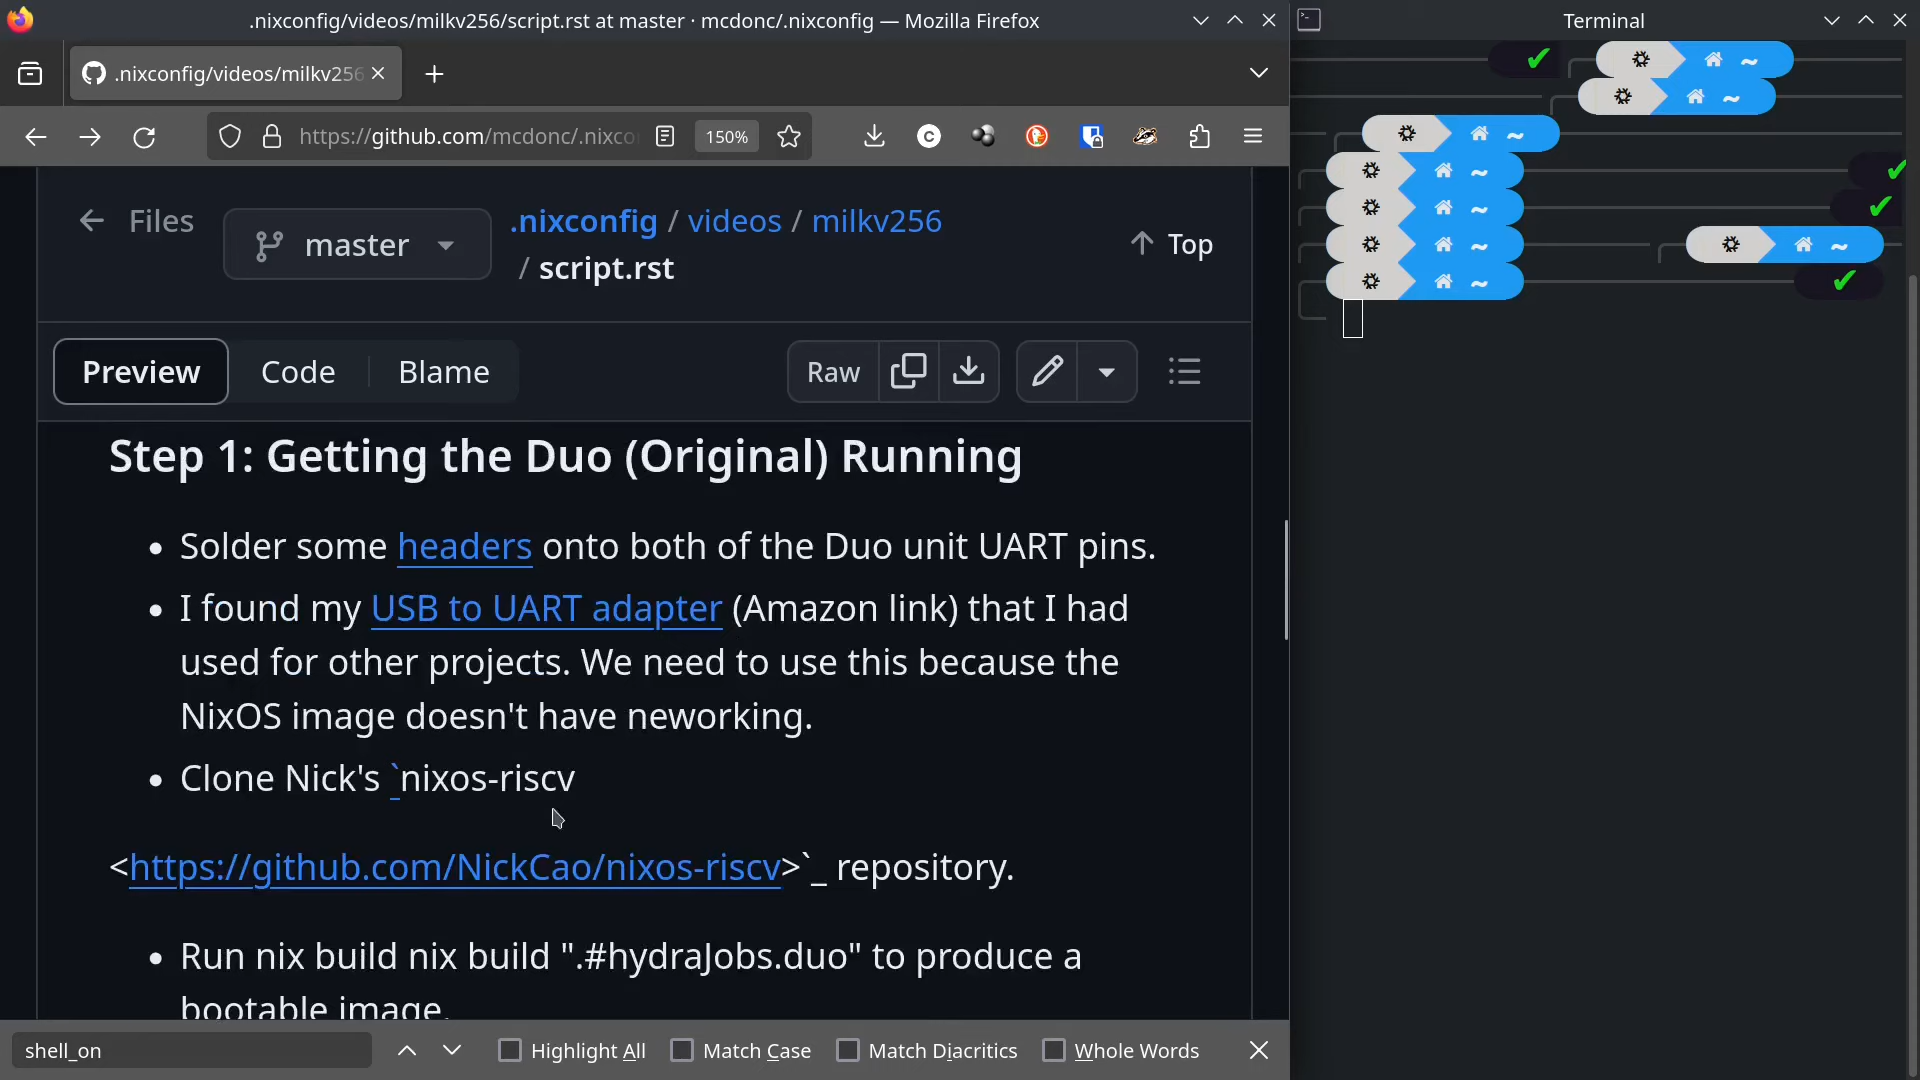 .nixconfig/videos/milkv256/script.rst at master · mcdonc/.nixconfig — Mozilla Firefox
.nixconfig/videos/milkv256
https://github.com/mcdonc/.nixco
150%
Files
master
.nixconfig / videos / milkv256
/ script.rst
Top
Preview
Code
Blame
Raw
Step 1: Getting the Duo (Original) Running
• Solder some headers onto both of the Duo unit UART pins.
• I found my USB to UART adapter (Amazon link) that I had
used for other projects. We need to use this because the
NixOS image doesn't have neworking.
• Clone Nick's `nixos-riscv
<https://github.com/NickCao/nixos-riscv>`_ repository.
• Run nix build nix build ".#hydraJobs.duo" to produce a
bootable image.
shell_on
Highlight All
Match Case
Match Diacritics
Whole Words
Terminal
~
~
~
~
~
~
~
~